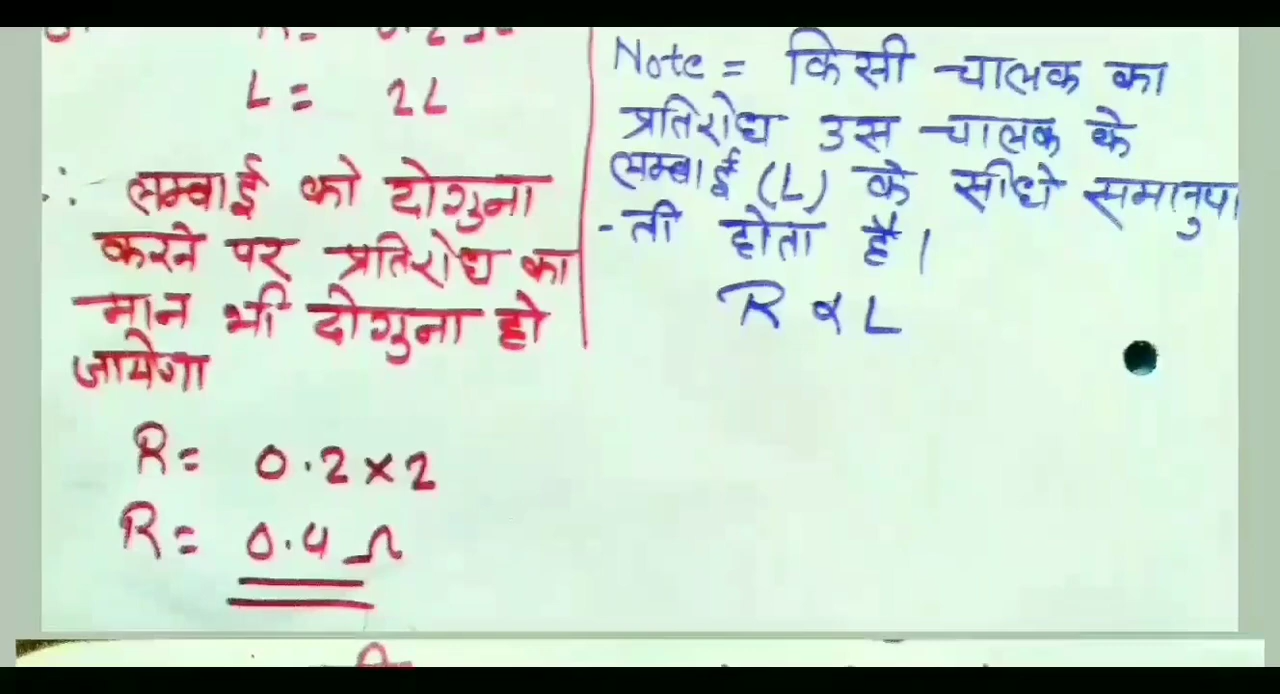 L = 2L
∴ लम्बाई को दोगुना
करने पर प्रतिरोध का
मान भी दोगुना हो
जायेगा
R = 0.2 × 2
R = 0.4 Ω
Note = किसी चालक का
प्रतिरोध उस चालक के
लम्बाई (L) के सीधे समानुपा
-ती होता है।
R ∝ L